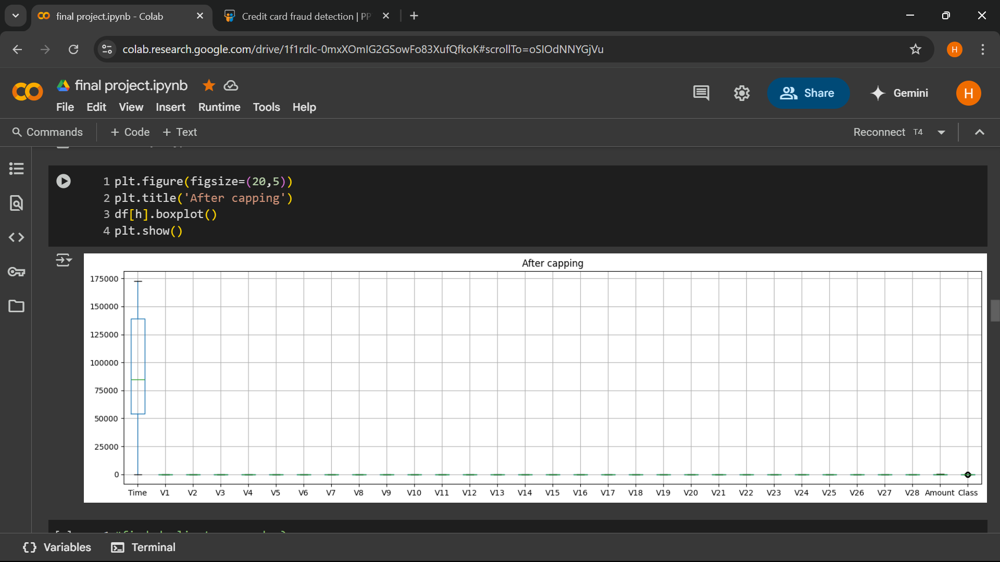 final project.ipynb - Colab
Credit card fraud detection | PP
colab.research.google.com/drive/1f1rdlc-0mxXOmIG2GSowFo83XufQfkoK#scrollTo=oSIOdNNYGjVu
H
final project.ipynb
File Edit View Insert Runtime Tools Help
Share
Gemini
H
Commands
+ Code + Text
Reconnect T4
1 plt.figure(figsize=(20,5))
2 plt.title('After capping')
3 df[h].boxplot()
4 plt.show()
After capping
175000
150000
125000
100000
75000
50000
25000
0
Time V1 V2 V3 V4 V5 V6 V7 V8 V9 V10 V11 V12 V13 V14 V15 V16 V17 V18 V19 V20 V21 V22 V23 V24 V25 V26 V27 V28 Amount Class
Variables
Terminal